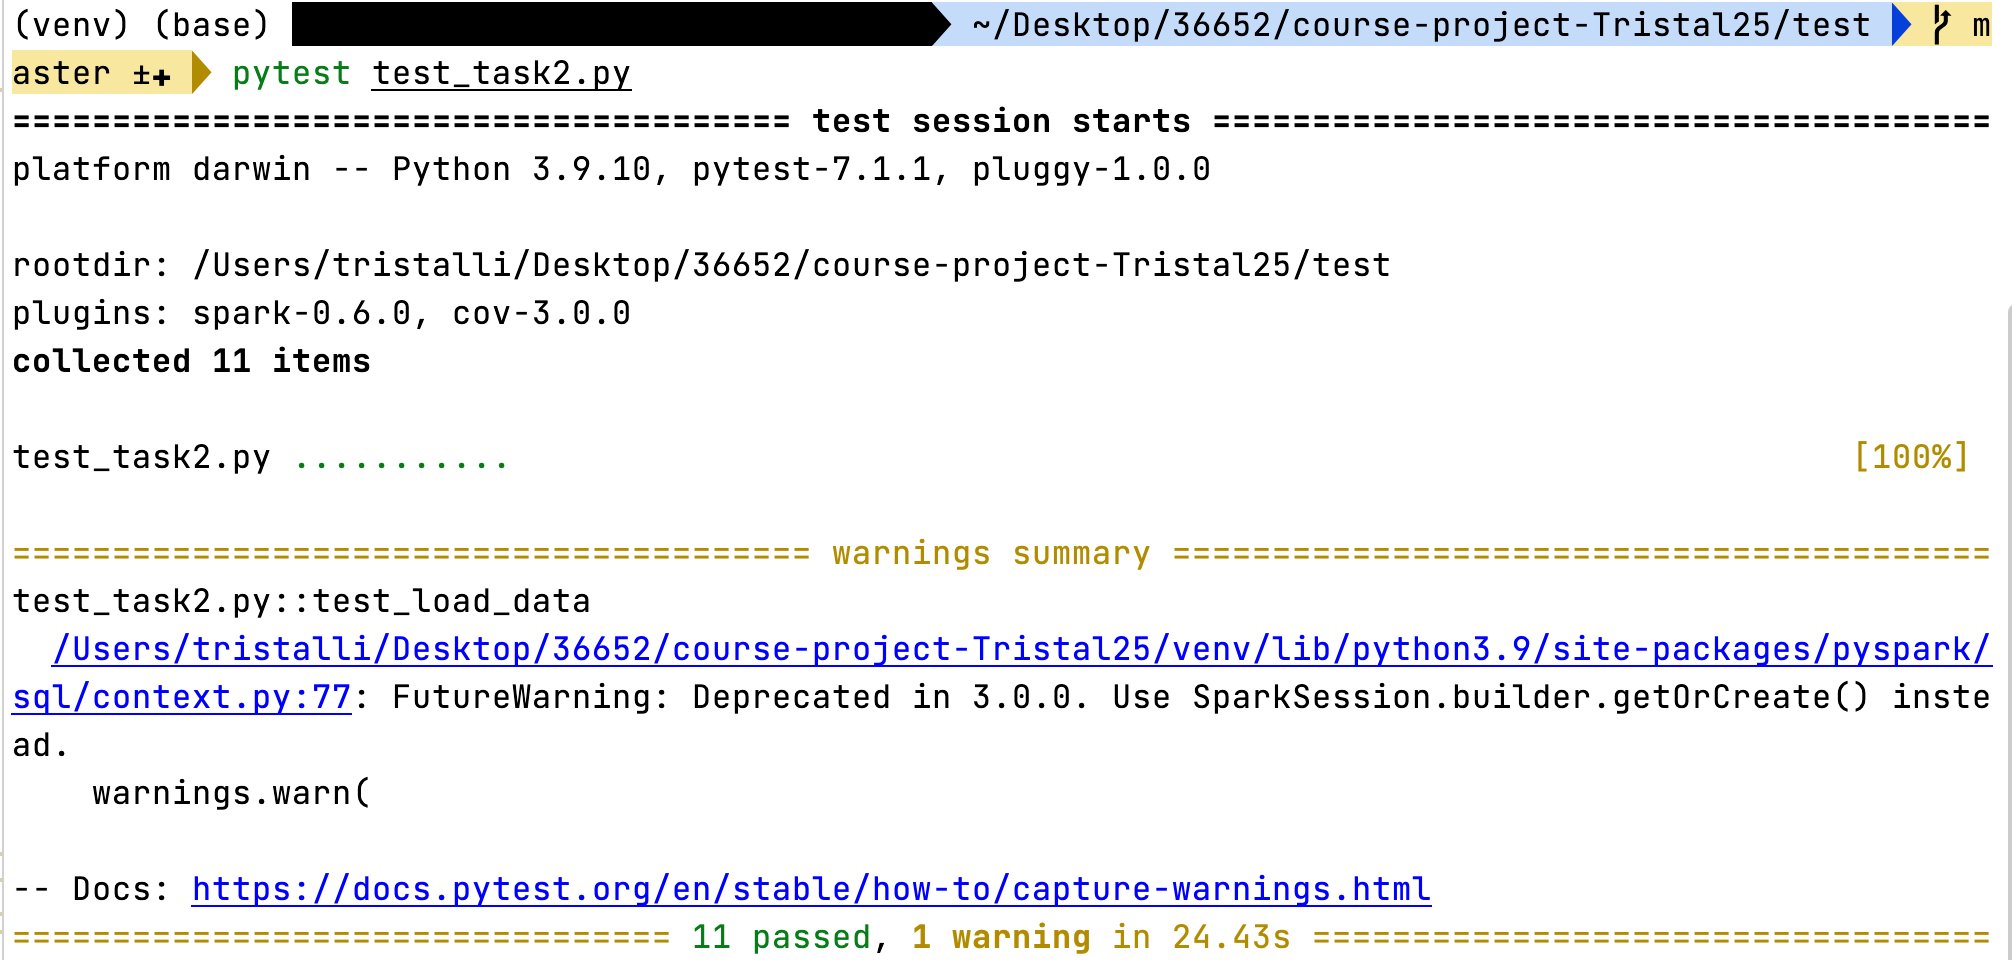 (venv) (base) ~/Desktop/36652/course-project-Tristal25/test m
aster ±✚ pytest test_task2.py
======================================= test session starts =======================================
platform darwin -- Python 3.9.10, pytest-7.1.1, pluggy-1.0.0
rootdir: /Users/tristalli/Desktop/36652/course-project-Tristal25/test
plugins: spark-0.6.0, cov-3.0.0
collected 11 items
test_task2.py ........... [100%]
======================================== warnings summary =========================================
test_task2.py::test_load_data
/Users/tristalli/Desktop/36652/course-project-Tristal25/venv/lib/python3.9/site-packages/pyspark/
sql/context.py:77: FutureWarning: Deprecated in 3.0.0. Use SparkSession.builder.getOrCreate() inste
ad.
warnings.warn(
-- Docs: https://docs.pytest.org/en/stable/how-to/capture-warnings.html
================================= 11 passed, 1 warning in 24.43s ==================================